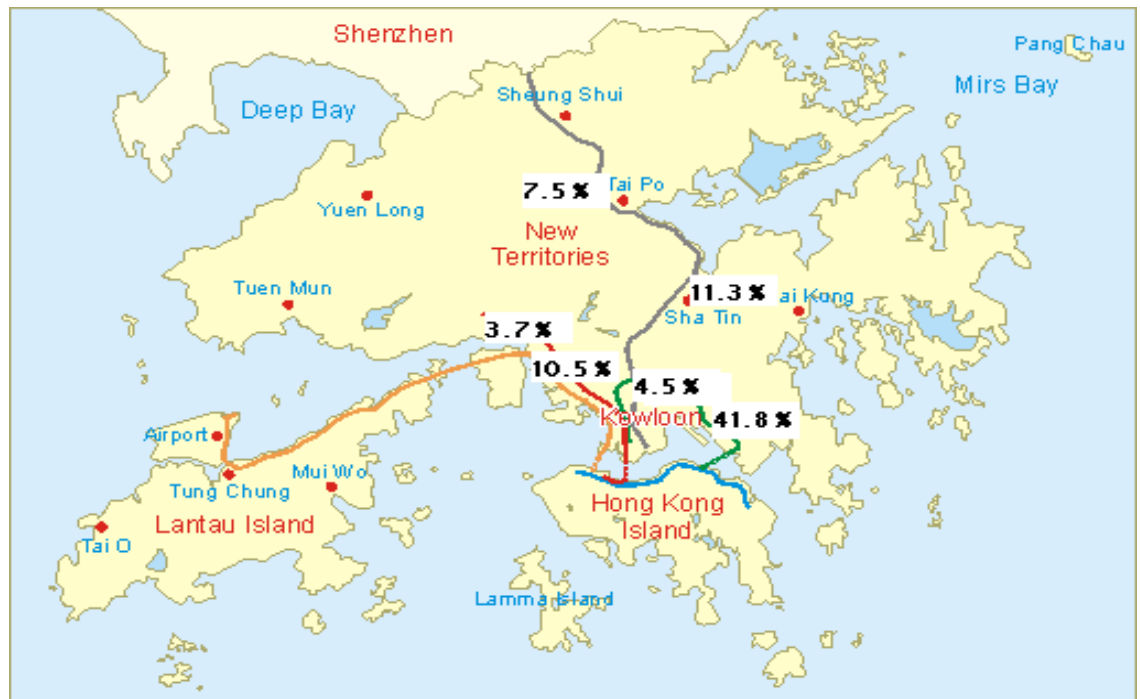 Shenzhen
Pang Chau
Mirs Bay
Sheung Shui
Deep Bay
7.5 %
Tai Po
Yuen Long
New
Territories
Tuen Mun
11.3 %
ai Kong
Sha Tin
3.7 %
10.5 %
4.5 %
Kowloon
41.8 %
Airport
Mui Wo
Tung Chung
Hong Kong
Island
Lantau Island
Tai O
Lamma Island